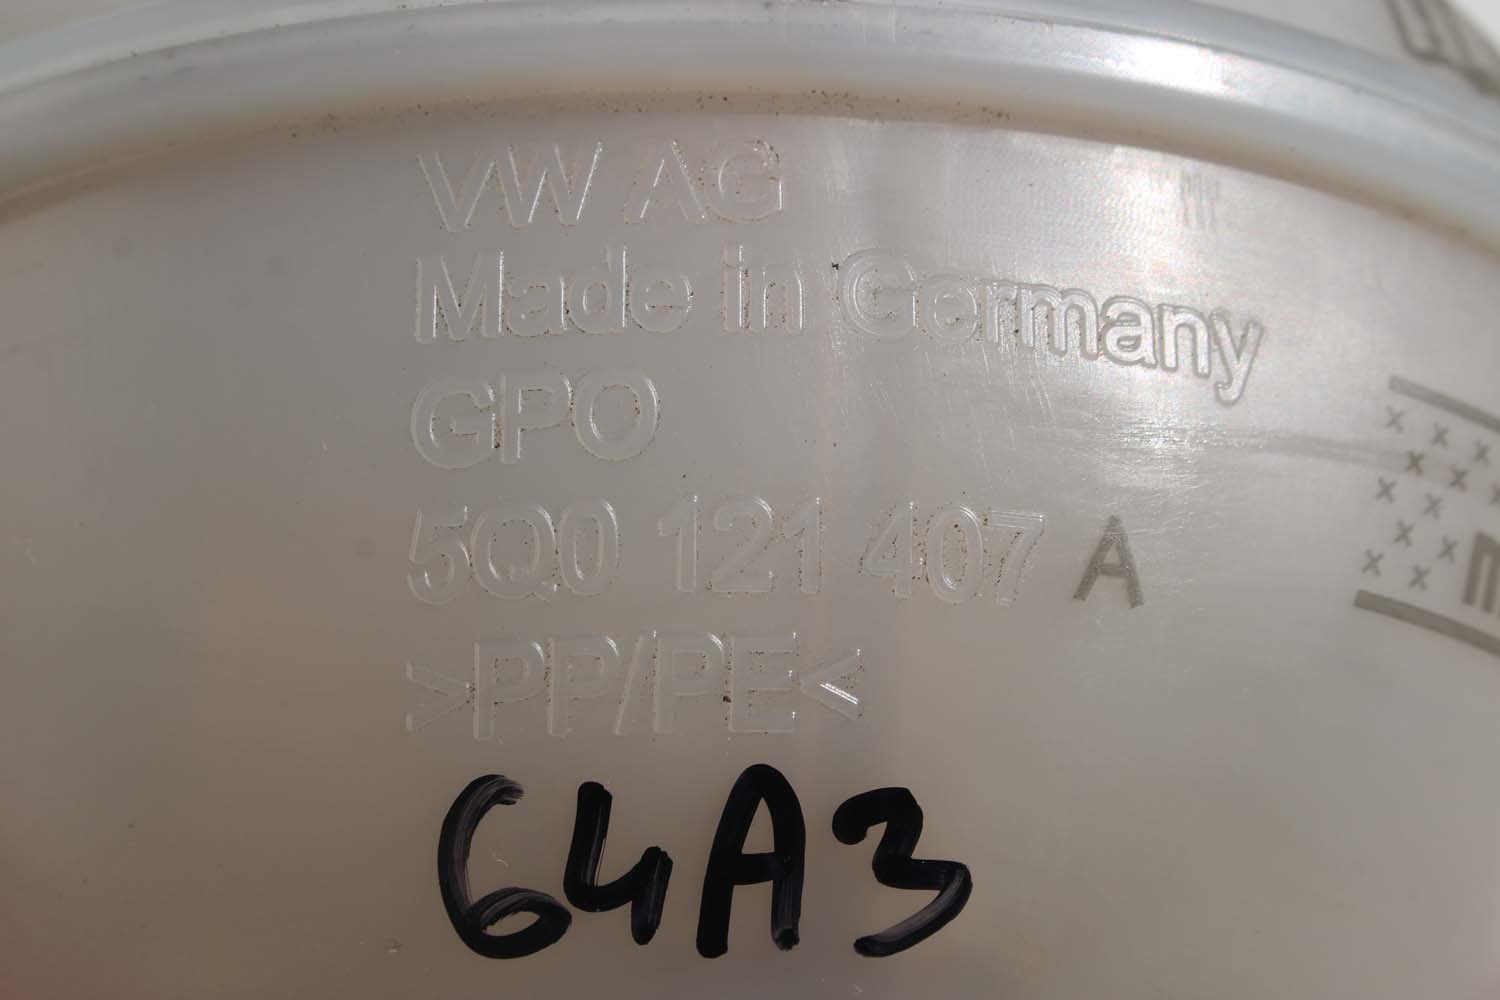 VW AG
Made in Germany
GPO
5Q0 121 407 A
>PP/PE<
64A3